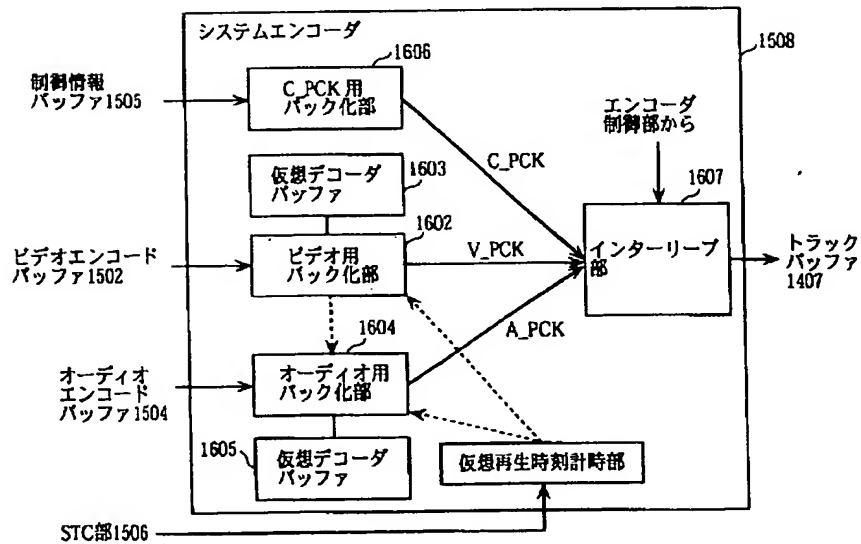 システムエンコーダ
1508
1606
制御情報
バッファ1505
C_PCK用
パック化部
エンコーダ
制御部から
C_PCK
仮想デコーダ
バッファ
1603
1607
1602
ビデオエンコード
バッファ1502
ビデオ用
パック化部
V_PCK
インターリーブ
部
トラック
バッファ
1407
1604
A_PCK
オーディオ
エンコード
バッファ1504
オーディオ用
パック化部
1605
仮想デコーダ
バッファ
仮想再生時刻計時部
STC部1506